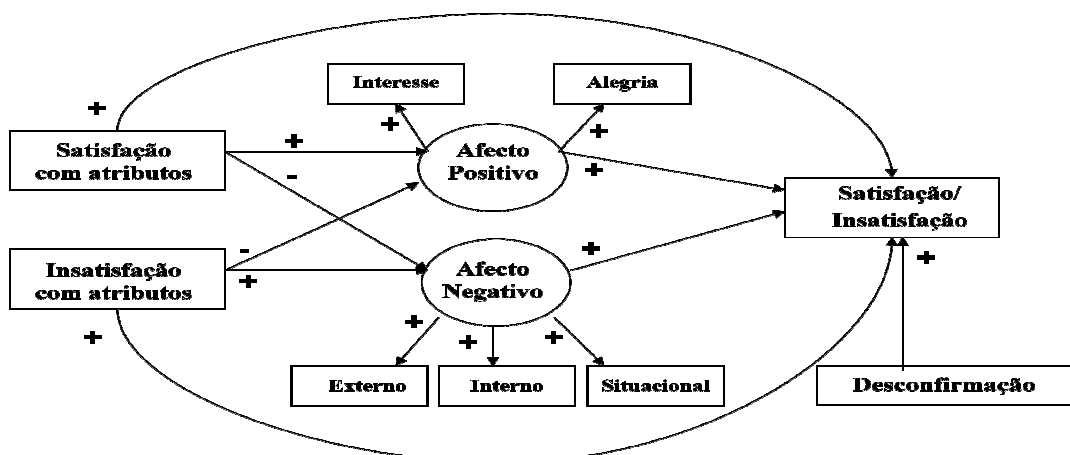 Interesse
Alegria
+
+
+
Satisfação
com atributos
+
-
Afecto
Positivo
+
Satisfação/
Insatisfação
-
+
Insatisfação
com atributos
+
Afecto
Negativo
+
+
+
+
+
Externo
Interno
Situacional
Desconfirmação